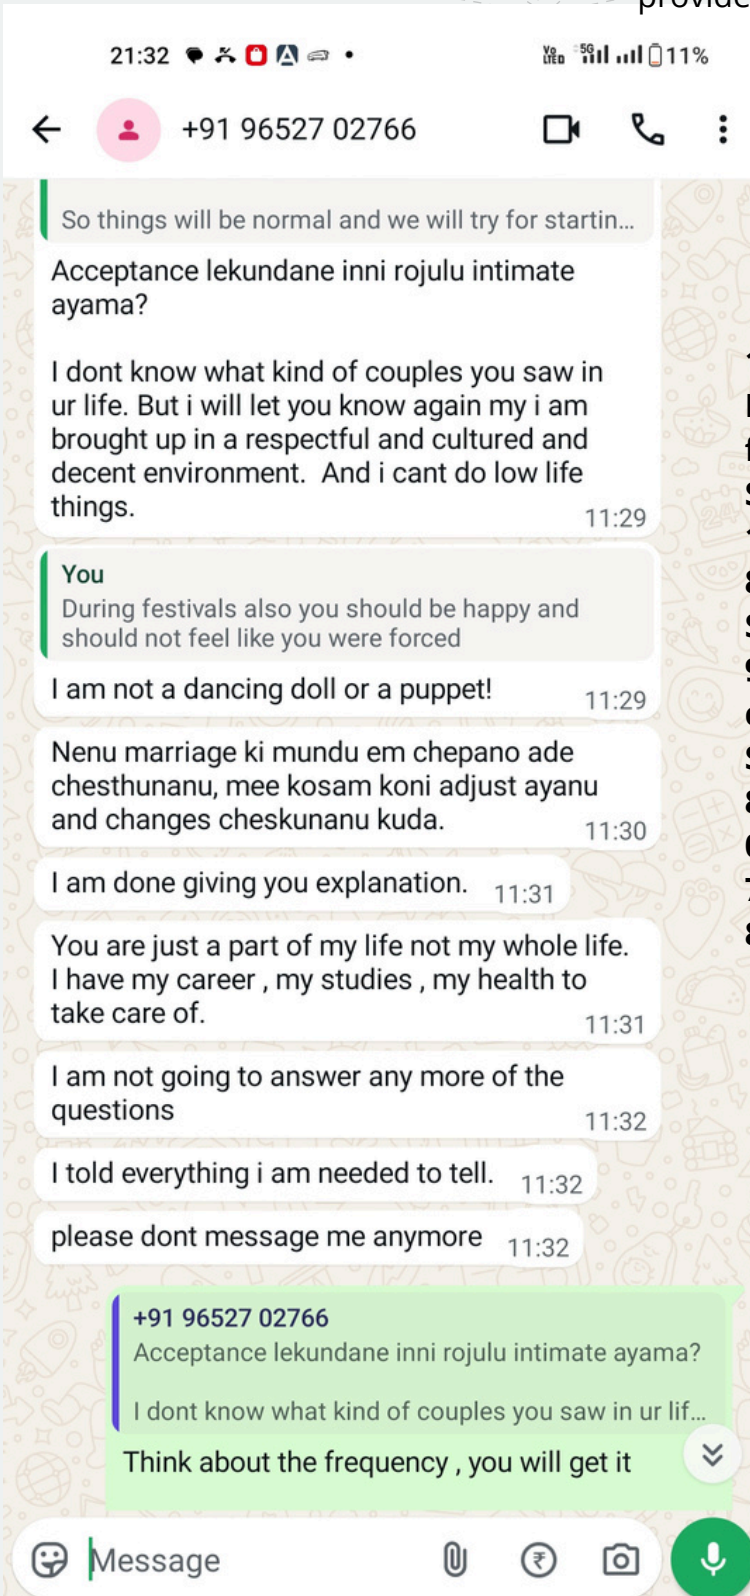 provide
21:32
Vo LTED 5G 11%
+91 96527 02766
So things will be normal and we will try for startin...
Acceptance lekundane inni rojulu intimate
ayama?
I dont know what kind of couples you saw in
ur life. But i will let you know again my i am
brought up in a respectful and cultured and
decent environment.  And i cant do low life
things.
11:29
You
During festivals also you should be happy and
should not feel like you were forced
I am not a dancing doll or a puppet!
11:29
Nenu marriage ki mundu em chepano ade
chesthunanu, mee kosam koni adjust ayanu
and changes cheskunanu kuda.
11:30
I am done giving you explanation.
11:31
You are just a part of my life not my whole life.
I have my career , my studies , my health to
take care of.
11:31
I am not going to answer any more of the
questions
11:32
I told everything i am needed to tell.
11:32
please dont message me anymore
11:32
+91 96527 02766
Acceptance lekundane inni rojulu intimate ayama?
I dont know what kind of couples you saw in ur lif...
Think about the frequency , you will get it
Message